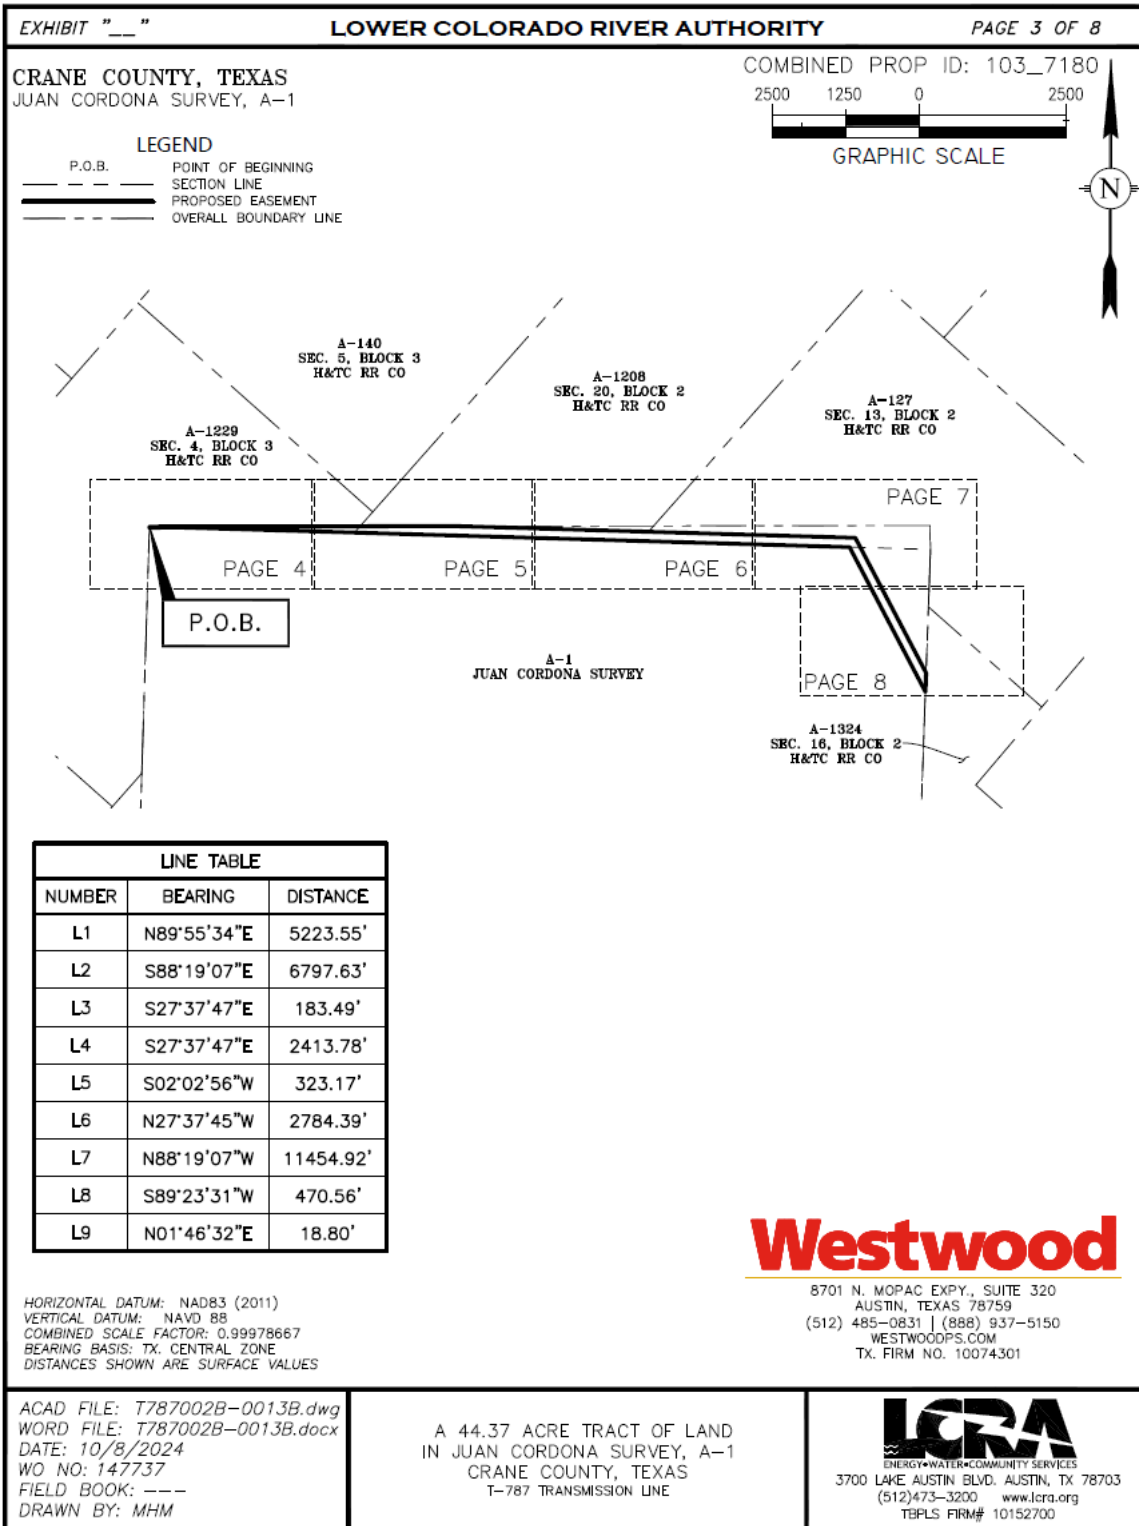 EXHIBIT "__"
LOWER COLORADO RIVER AUTHORITY
PAGE 3 OF 8
CRANE COUNTY, TEXAS
JUAN CORDONA SURVEY, A-1
COMBINED PROP ID: 103_7180
2500 1250 0 2500
GRAPHIC SCALE
N
LEGEND
P.O.B. POINT OF BEGINNING
SECTION LINE
PROPOSED EASEMENT
OVERALL BOUNDARY LINE
A-140
SEC. 5, BLOCK 3
H&TC RR CO
A-1208
SEC. 20, BLOCK 2
H&TC RR CO
A-127
SEC. 13, BLOCK 2
H&TC RR CO
A-1229
SEC. 4, BLOCK 3
H&TC RR CO
PAGE 7
PAGE 4
PAGE 5
PAGE 6
P.O.B.
A-1
JUAN CORDONA SURVEY
PAGE 8
A-1324
SEC. 16, BLOCK 2
H&TC RR CO
LINE TABLE
NUMBER BEARING DISTANCE
L1 N89°55'34"E 5223.55'
L2 S88°19'07"E 6797.63'
L3 S27°37'47"E 183.49'
L4 S27°37'47"E 2413.78'
L5 S02°02'56"W 323.17'
L6 N27°37'45"W 2784.39'
L7 N88°19'07"W 11454.92'
L8 S89°23'31"W 470.56'
L9 N01°46'32"E 18.80'
HORIZONTAL DATUM: NAD83 (2011)
VERTICAL DATUM: NAVD 88
COMBINED SCALE FACTOR: 0.99978667
BEARING BASIS: TX. CENTRAL ZONE
DISTANCES SHOWN ARE SURFACE VALUES
Westwood
8701 N. MOPAC EXPY., SUITE 320
AUSTIN, TEXAS 78759
(512) 485-0831 | (888) 937-5150
WESTWOODPS.COM
TX. FIRM NO. 10074301
ACAD FILE: T787002B-0013B.dwg
WORD FILE: T787002B-0013B.docx
DATE: 10/8/2024
WO NO: 147737
FIELD BOOK: ---
DRAWN BY: MHM
A 44.37 ACRE TRACT OF LAND
IN JUAN CORDONA SURVEY, A-1
CRANE COUNTY, TEXAS
T-787 TRANSMISSION LINE
LCRA
ENERGY•WATER•COMMUNITY SERVICES
3700 LAKE AUSTIN BLVD. AUSTIN, TX 78703
(512)473-3200 www.lcra.org
TBPLS FIRM# 10152700